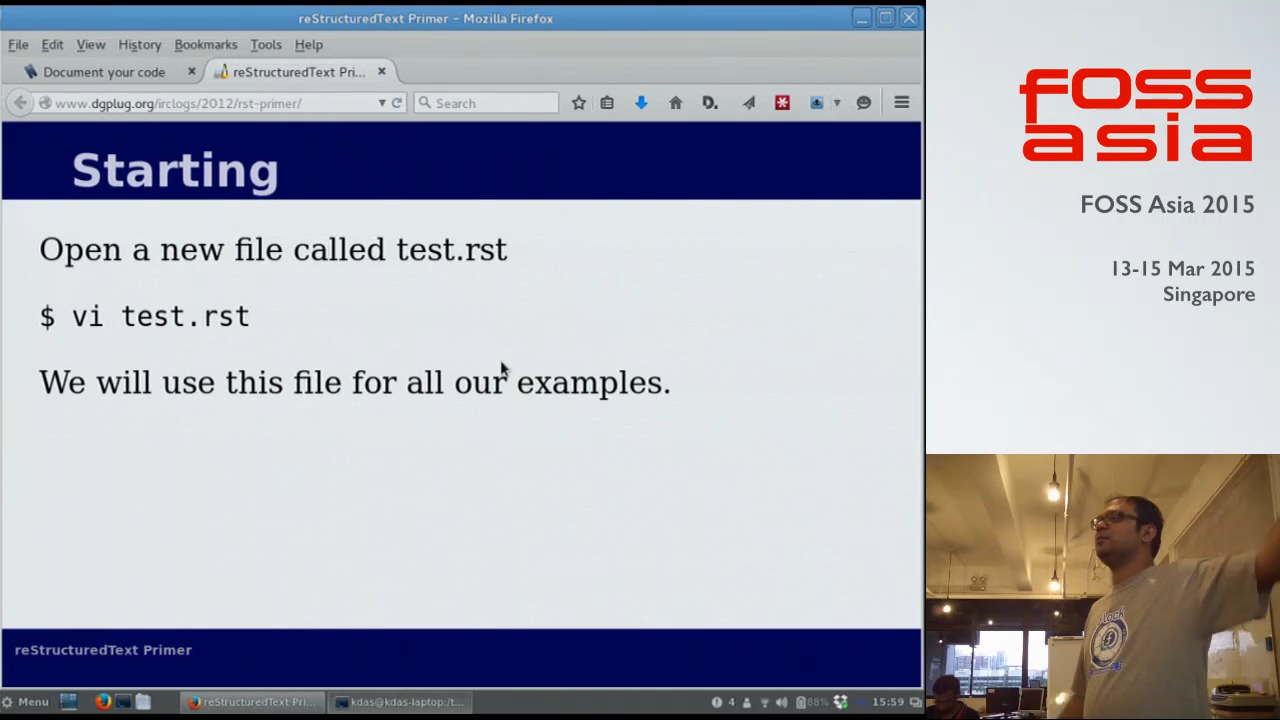 reStructuredText Primer - Mozilla Firefox
File Edit View History Bookmarks Tools Help
Document your code
reStructuredText Pri...
www.dgplug.org/irclogs/2012/rst-primer/
Search
D.
Starting
Open a new file called test.rst
$ vi test.rst
We will use this file for all our examples.
reStructuredText Primer
Menu
reStructuredText Pri...
kdas@kdas-laptop:/t...
4
88%
15:59
FOSS
asia
FOSS Asia 2015
13-15 Mar 2015
Singapore